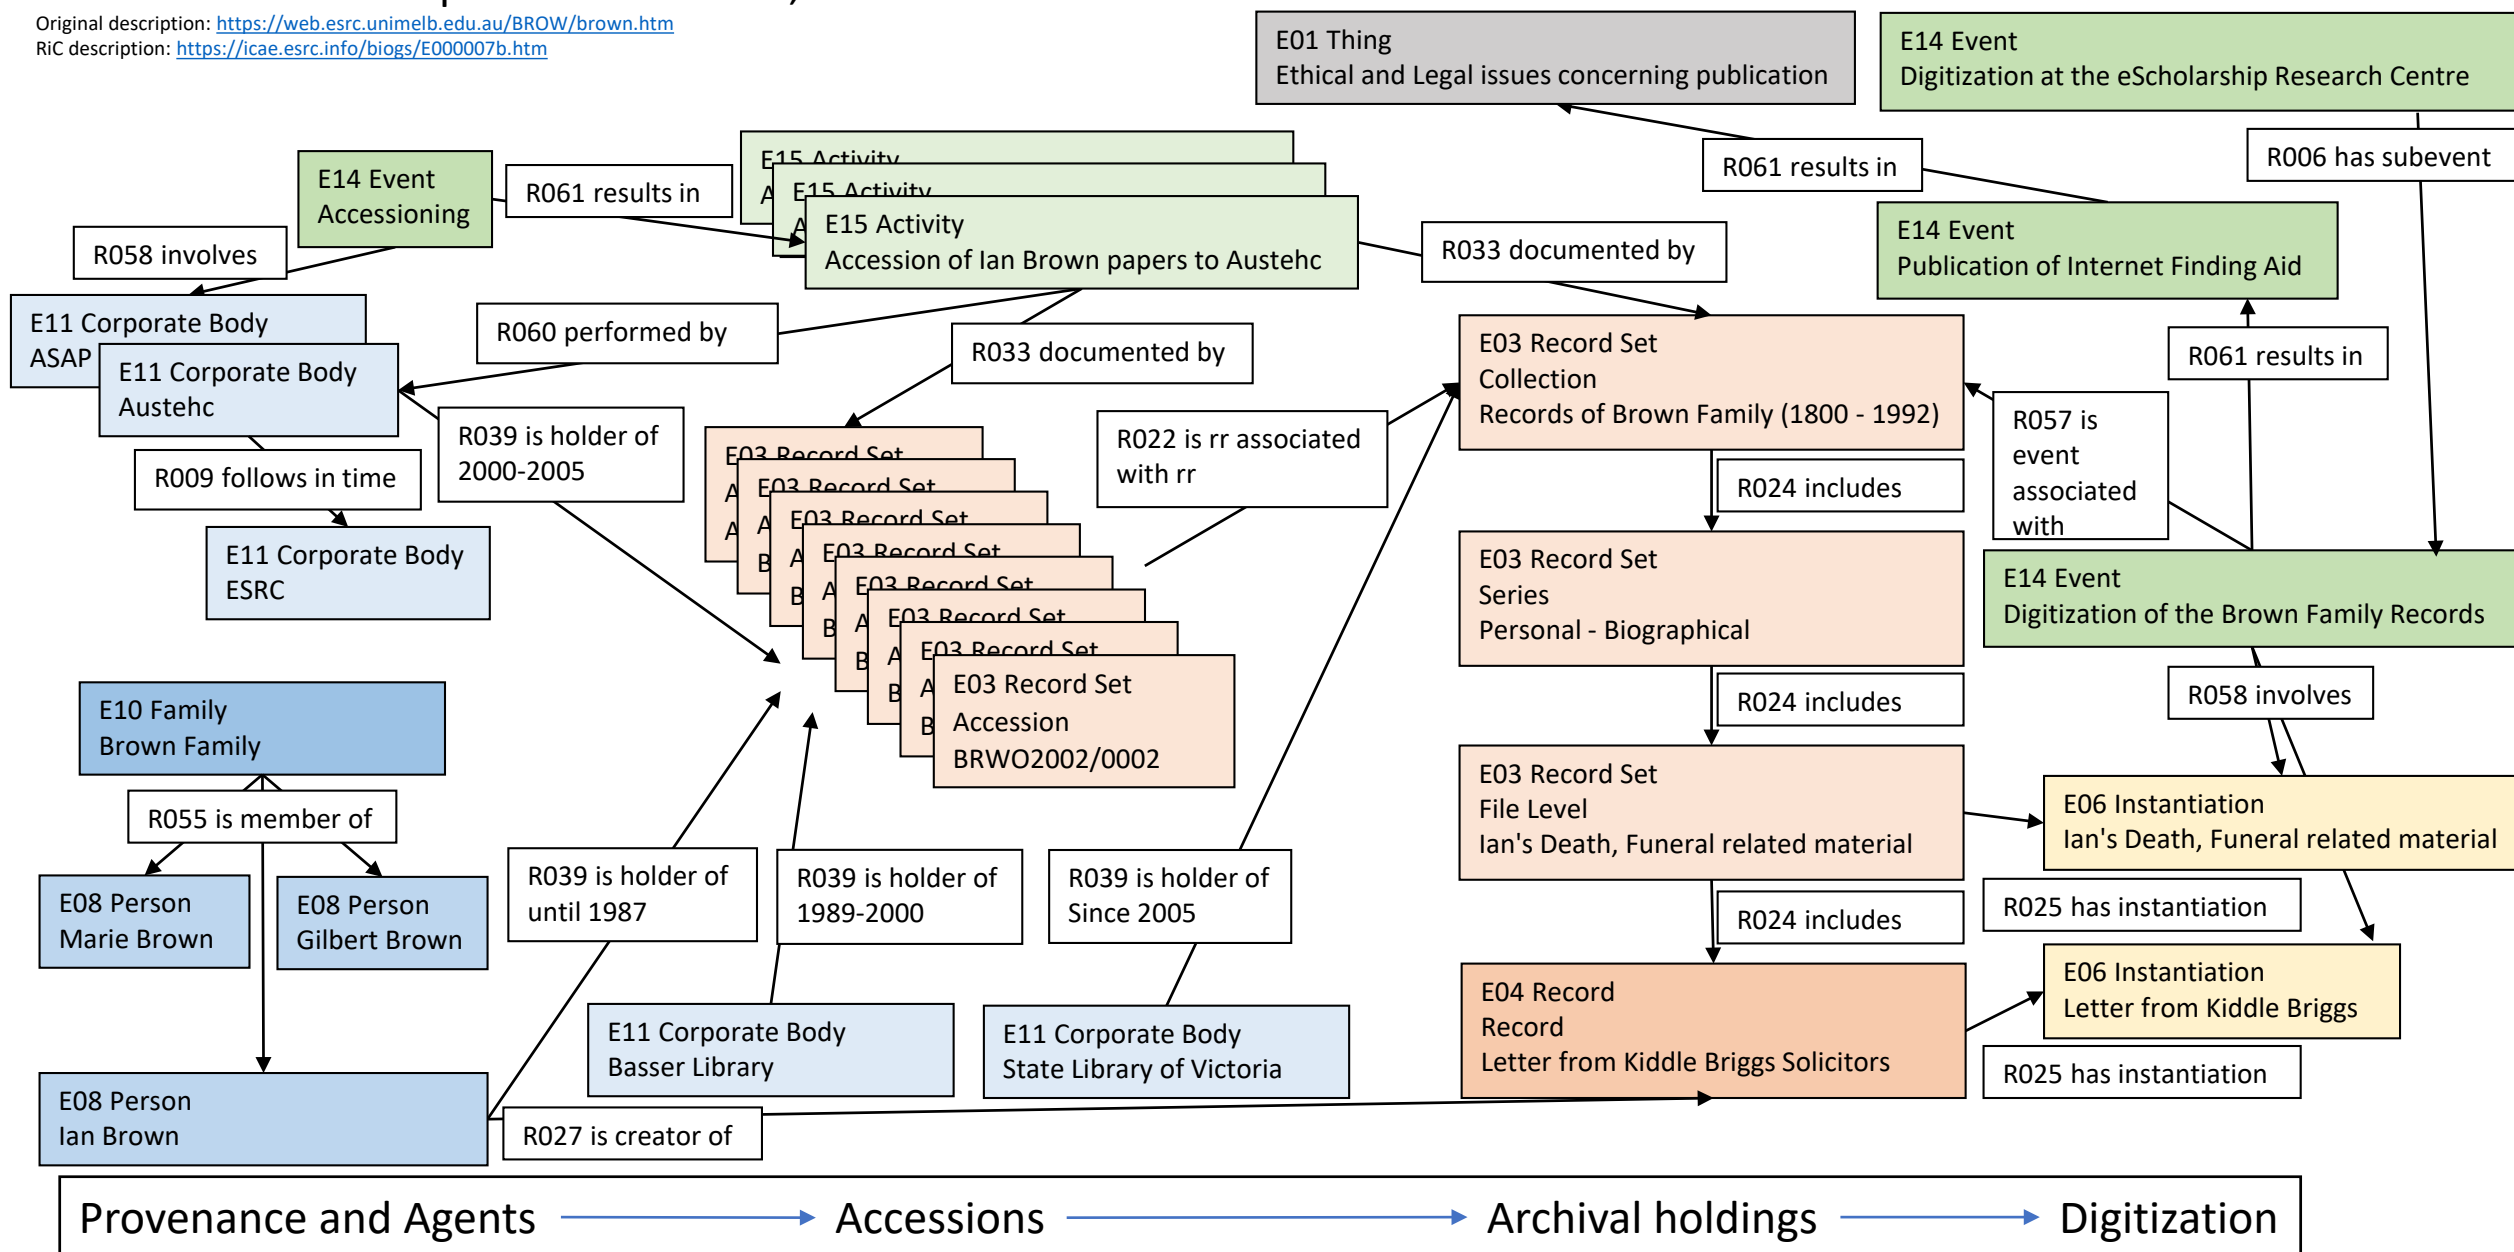 Original description: https://web.esrc.unimelb.edu.au/BROW/brown.htm
RiC description: https://icae.esrc.info/biogs/E000007b.htm
E01 Thing
Ethical and Legal issues concerning publication
E14 Event
Digitization at the eScholarship Research Centre
R061 results in
R006 has subevent
E14 Event
Accessioning
R061 results in
E15 Activity
A
E15 Activity
A
E15 Activity
Accession of Ian Brown papers to Austehc
R033 documented by
E14 Event
Publication of Internet Finding Aid
R058 involves
E11 Corporate Body
ASAP
E11 Corporate Body
Austehc
R060 performed by
R033 documented by
E03 Record Set
Collection
Records of Brown Family (1800 - 1992)
R061 results in
R039 is holder of
2000-2005
R022 is rr associated
with rr
R057 is
event
associated
with
R009 follows in time
E11 Corporate Body
ESRC
E03 Record Set
A
A
E03 Record Set
A
B
E03 Record Set
A
B
E03 Record Set
A
B
E03 Record Set
A
B
E03 Record Set
A
B
E03 Record Set
A
B
E03 Record Set
Accession
BRWO2002/0002
R024 includes
E03 Record Set
Series
Personal - Biographical
E14 Event
Digitization of the Brown Family Records
R024 includes
R058 involves
E10 Family
Brown Family
R055 is member of
E08 Person
Marie Brown
E08 Person
Gilbert Brown
R039 is holder of
until 1987
R039 is holder of
1989-2000
R039 is holder of
Since 2005
E03 Record Set
File Level
Ian's Death, Funeral related material
E06 Instantiation
Ian's Death, Funeral related material
R024 includes
R025 has instantiation
E11 Corporate Body
Basser Library
E11 Corporate Body
State Library of Victoria
E04 Record
Record
Letter from Kiddle Briggs Solicitors
E06 Instantiation
Letter from Kiddle Briggs
R025 has instantiation
E08 Person
Ian Brown
R027 is creator of
Provenance and Agents
Accessions
Archival holdings
Digitization